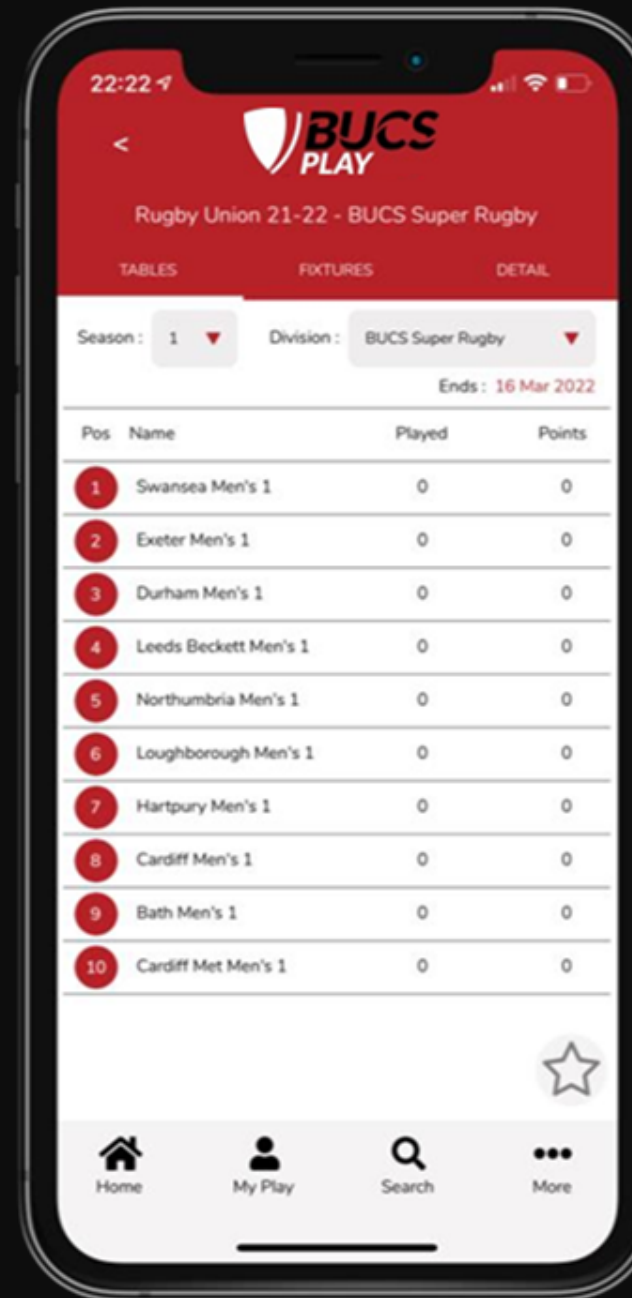 22:22
<
BUCS
PLAY
Rugby Union 21-22 - BUCS Super Rugby
TABLES FIXTURES DETAIL
Season : 1 ▼ Division : BUCS Super Rugby ▼
Ends : 16 Mar 2022
Pos Name Played Points
1 Swansea Men's 1 0 0
2 Exeter Men's 1 0 0
3 Durham Men's 1 0 0
4 Leeds Beckett Men's 1 0 0
5 Northumbria Men's 1 0 0
6 Loughborough Men's 1 0 0
7 Hartpury Men's 1 0 0
8 Cardiff Men's 1 0 0
9 Bath Men's 1 0 0
10 Cardiff Met Men's 1 0 0
Home My Play Search More